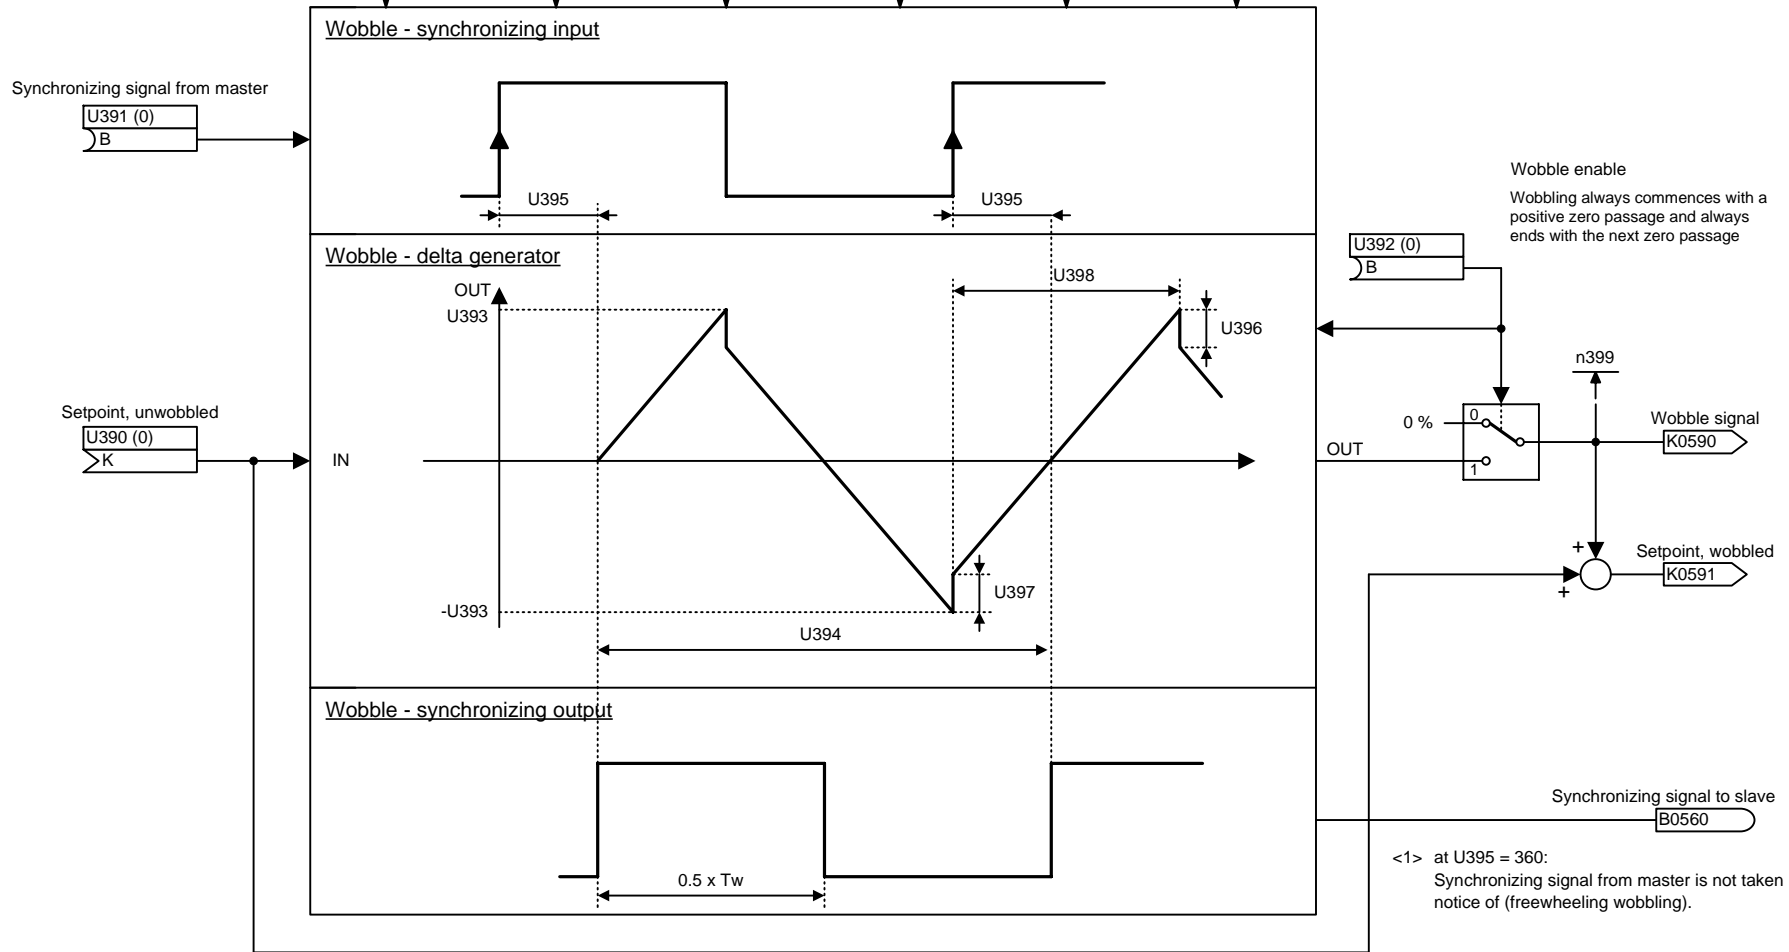 Wobble - synchronizing input
Synchronizing signal from master
U391 (0)
B
U395
U395
Wobble enable
Wobbling always commences with a
positive zero passage and always
ends with the next zero passage
U392 (0)
B
Wobble - delta generator
OUT
U393
U398
U396
n399
Setpoint, unwobbled
U390 (0)
K
IN
0 %
0
1
OUT
Wobble signal
K0590
+
+
Setpoint, wobbled
K0591
U397
-U393
U394
Wobble - synchronizing output
0.5 x Tw
Synchronizing signal to slave
B0560
<1> at U395 = 360:
Synchronizing signal from master is not taken
notice of (freewheeling wobbling).